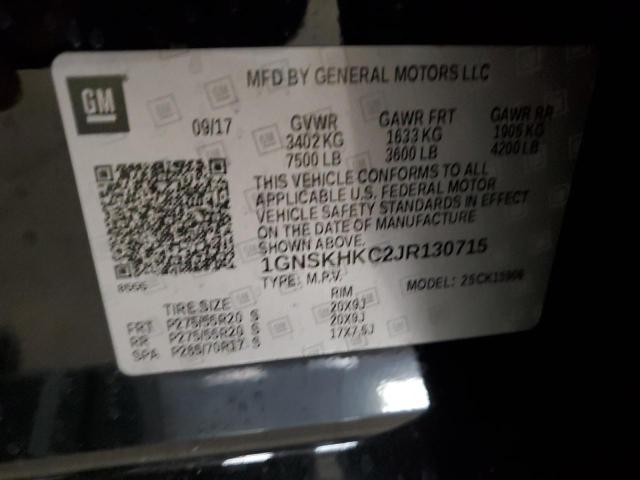 GM
MFD BY GENERAL MOTORS LLC
09/17
GVWR GAWR FRT GAWR RR
3402 KG 1633 KG 1905 KG
7500 LB 3600 LB 4200 LB
THIS VEHICLE CONFORMS TO ALL
APPLICABLE U.S. FEDERAL MOTOR
VEHICLE SAFETY STANDARDS IN EFFECT
ON THE DATE OF MANUFACTURE
SHOWN ABOVE.
1GNSKHKC2JR130715
TYPE: M.P.V. MODEL:
TIRE SIZE RIM
FRT P275/55R20 S 20X9J
RR P275/55R20 S 20X9J
SPA P265/70R17 S 17X7.5J